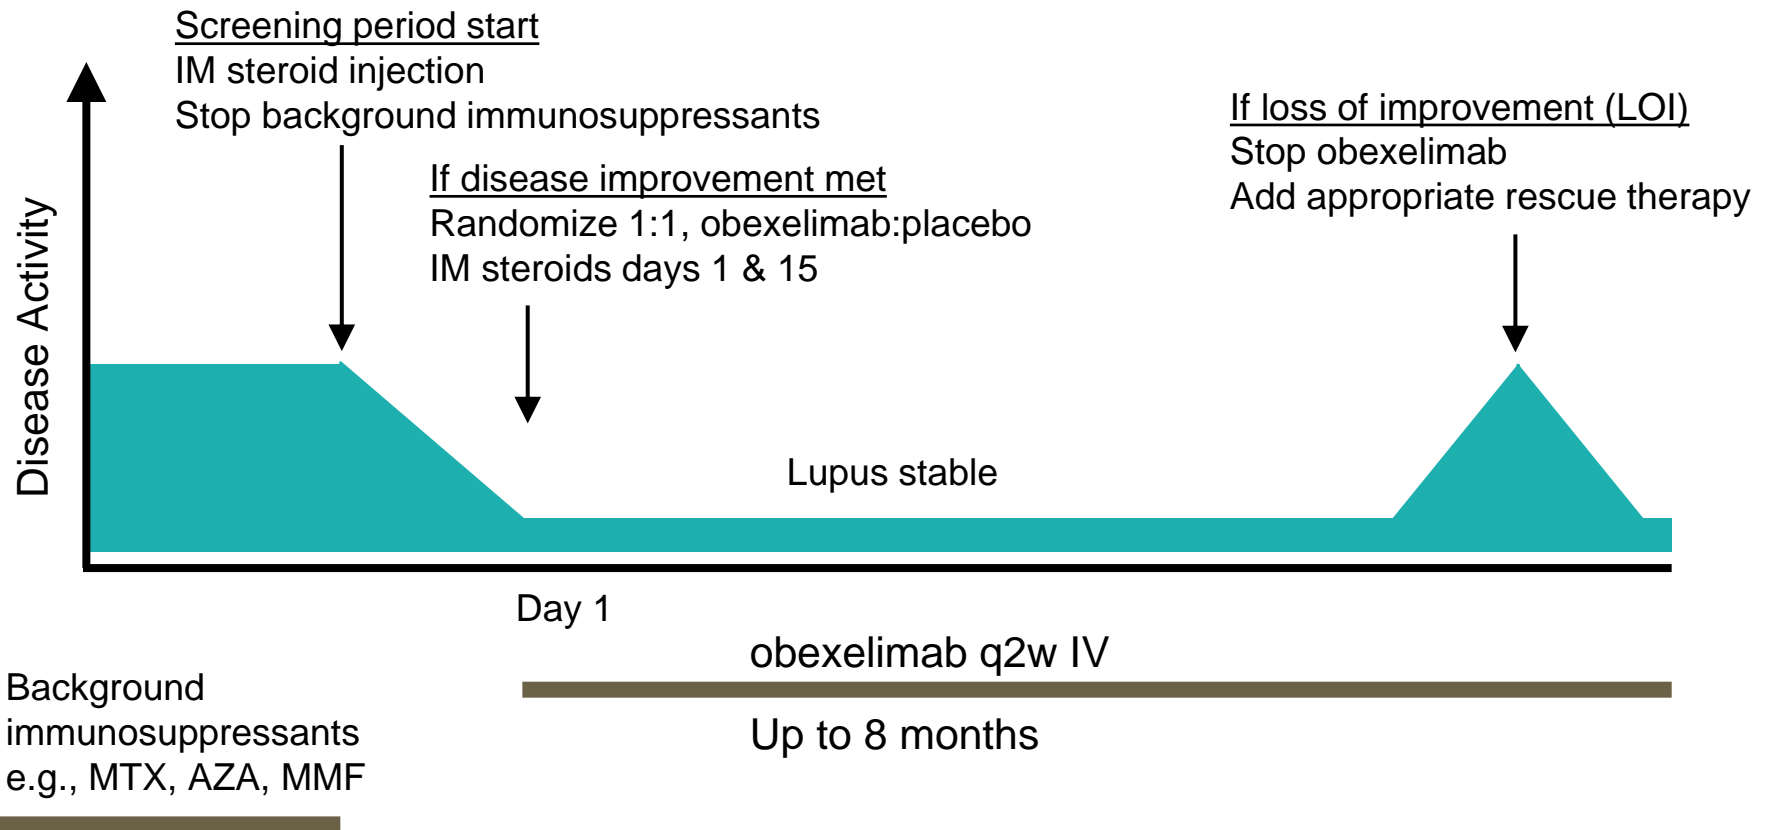 Screening period start
IM steroid injection
Stop background immunosuppressants
If loss of improvement (LOI)
Stop obexelimab
Add appropriate rescue therapy
If disease improvement met
Randomize 1:1, obexelimab:placebo
IM steroids days 1 & 15
Disease Activity
Lupus stable
Day 1
obexelimab q2w IV
Up to 8 months
Background
immunosuppressants
e.g., MTX, AZA, MMF